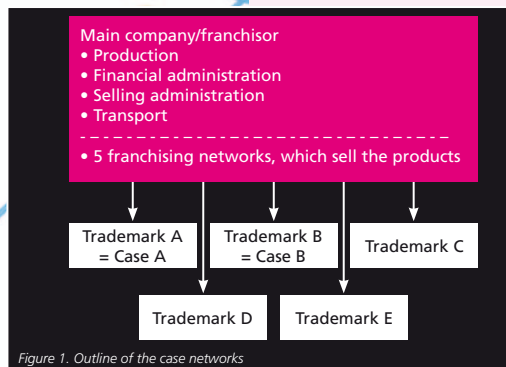 Main company/franchisor
• Production
• Financial administration
• Selling administration
• Transport
• 5 franchising networks, which sell the products
Trademark A
= Case A
Trademark B
= Case B
Trademark C
Trademark D
Trademark E
Figure 1. Outline of the case networks